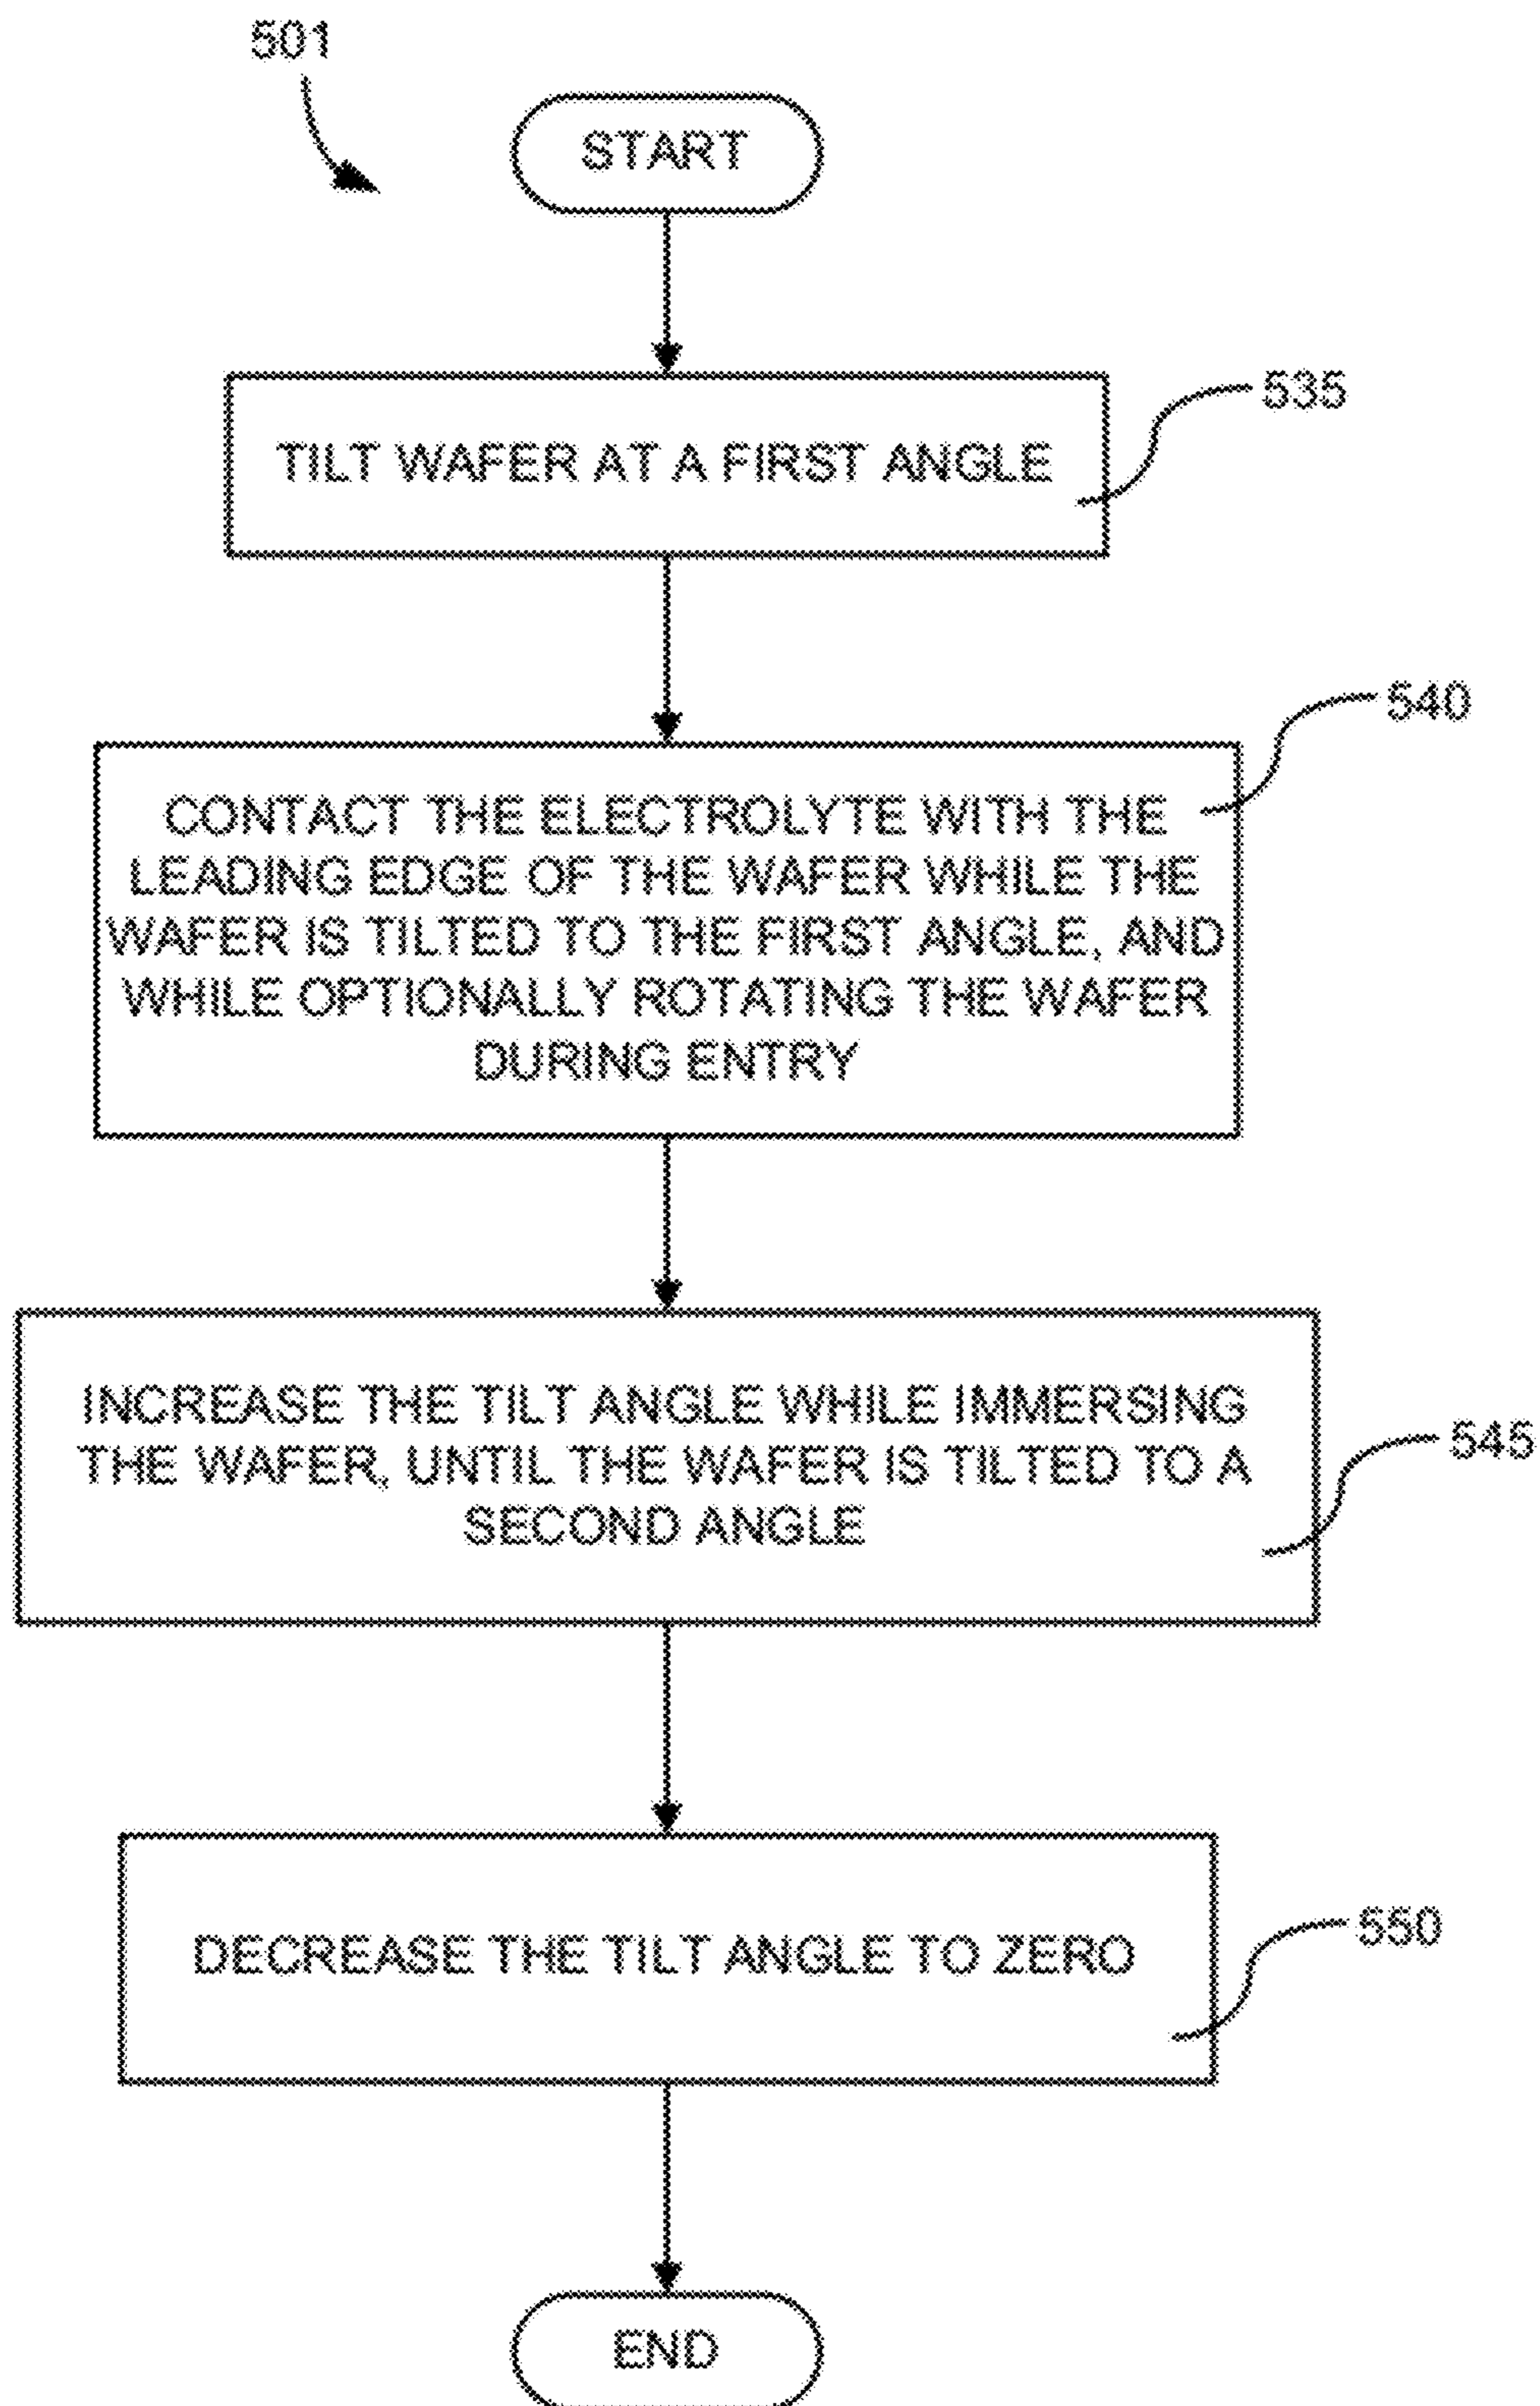 501
START
TILT WAFER AT A FIRST ANGLE
535
540
CONTACT THE ELECTROLYTE WITH THE
LEADING EDGE OF THE WAFER WHILE THE
WAFER IS TILTED TO THE FIRST ANGLE, AND
WHILE OPTIONALLY ROTATING THE WAFER
DURING ENTRY
INCREASE THE TILT ANGLE WHILE IMMERSING
THE WAFER, UNTIL THE WAFER IS TILTED TO A
SECOND ANGLE
545
DECREASE THE TILT ANGLE TO ZERO
550
END